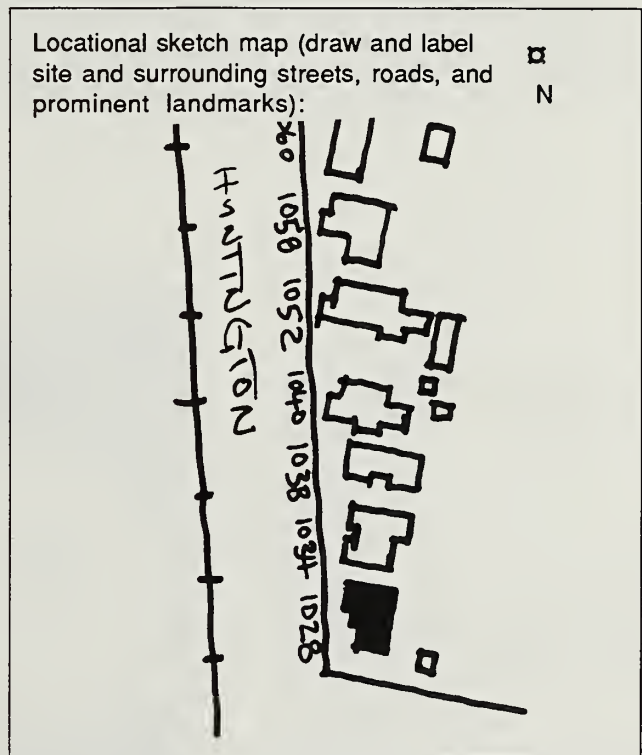 Locational sketch map (draw and label
site and surrounding streets, roads, and
prominent landmarks):
N
HUNTINGTON
1058
1052
1040
1038
1034
1028